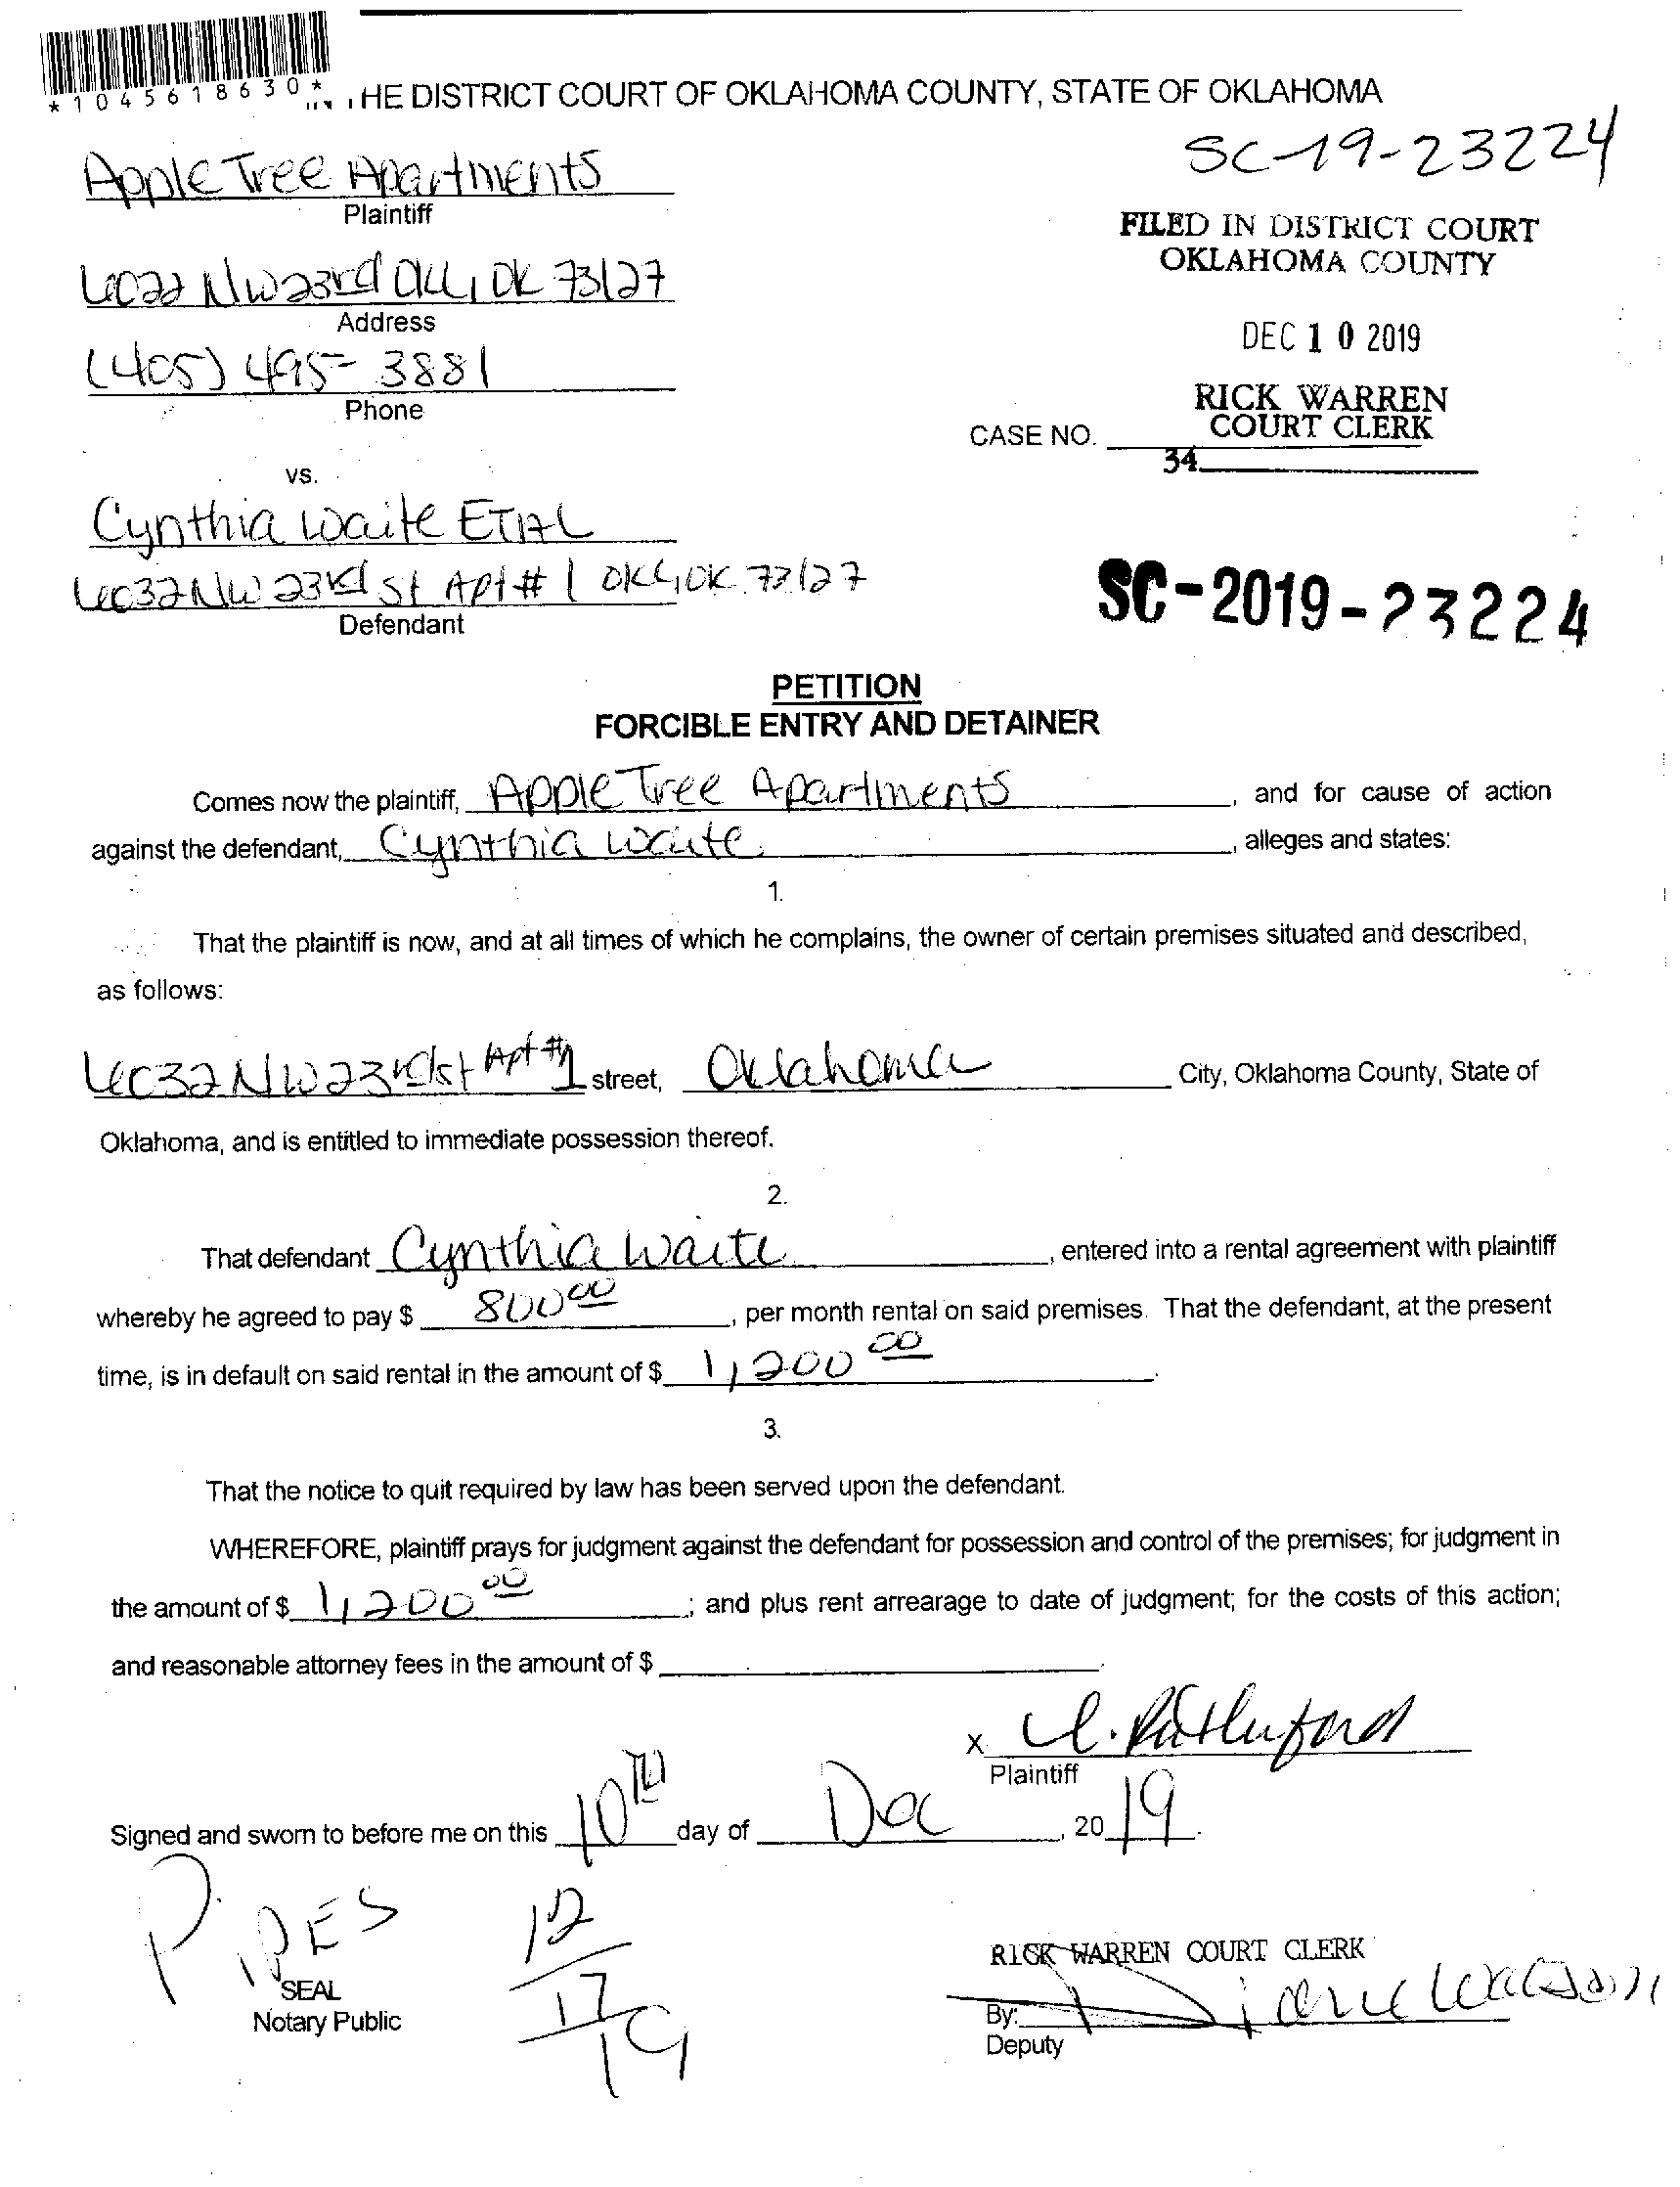 *1045618630*
HE DISTRICT COURT OF OKLAHOMA COUNTY, STATE OF OKLAHOMA
SC-19-23224
Apple Tree Apartments
Plaintiff
FILED IN DISTRICT COURT
OKLAHOMA COUNTY
6022 NW 23rd OKC, OK 73127
Address
DEC 10 2019
(405) 495-3881
Phone
RICK WARREN
COURT CLERK
CASE NO.
34
vs.
Cynthia Waite ETAL
6032 NW 23rd St Apt # 1 OKC, OK 73127
Defendant
SC-2019-23224
PETITION
FORCIBLE ENTRY AND DETAINER
Comes now the plaintiff, Apple Tree Apartments, and for cause of action
against the defendant, Cynthia Waite, alleges and states:
1.
That the plaintiff is now, and at all times of which he complains, the owner of certain premises situated and described,
as follows:
6032 NW 23rd St Apt #1 street, Oklahoma City, Oklahoma County, State of
Oklahoma, and is entitled to immediate possession thereof.
2.
That defendant Cynthia Waite, entered into a rental agreement with plaintiff
whereby he agreed to pay $ 800 00, per month rental on said premises. That the defendant, at the present
time, is in default on said rental in the amount of $ 1,200 00.
3.
That the notice to quit required by law has been served upon the defendant.
WHEREFORE, plaintiff prays for judgment against the defendant for possession and control of the premises; for judgment in
the amount of $ 1,200 00; and plus rent arrearage to date of judgment; for the costs of this action;
and reasonable attorney fees in the amount of $
x Rutherford
Plaintiff
Signed and sworn to before me on this 10th day of Dec, 2019.
PIPES
12
17
19
SEAL
Notary Public
RICK WARREN COURT CLERK
By: Diane Watson
Deputy